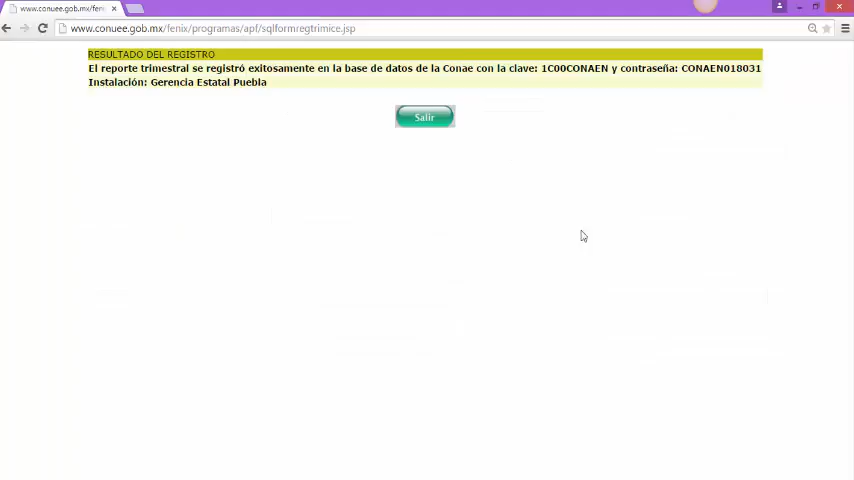 www.conuee.gob.mx/feni
www.conuee.gob.mx/fenix/programas/apf/sqlformregtrimice.jsp
RESULTADO DEL REGISTRO
El reporte trimestral se registró exitosamente en la base de datos de la Conae con la clave: 1C00CONAEN y contraseña: CONAEN018031
Instalación: Gerencia Estatal Puebla
Salir